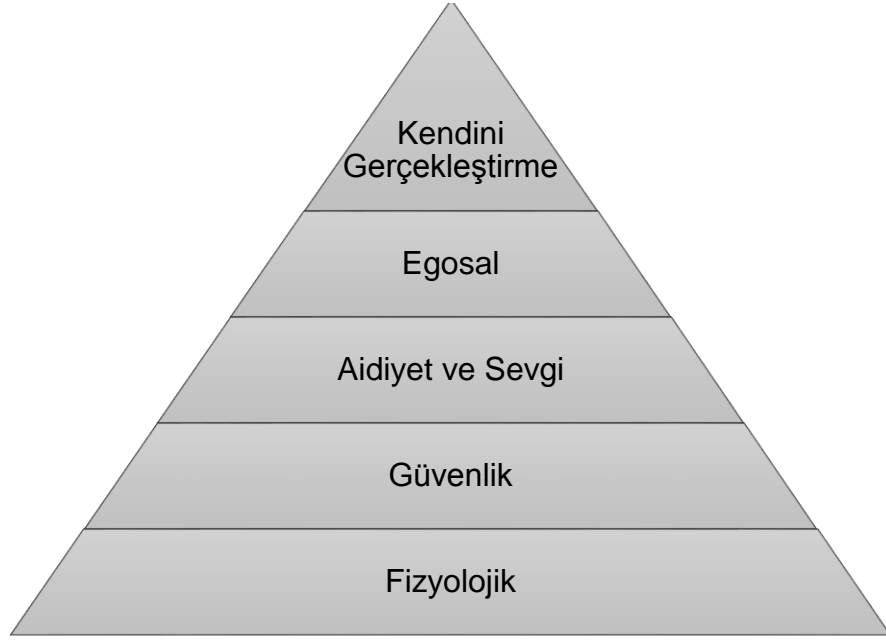 Kendini
Gerçekleştirme
Egosal
Aidiyet ve Sevgi
Güvenlik
Fizyolojik